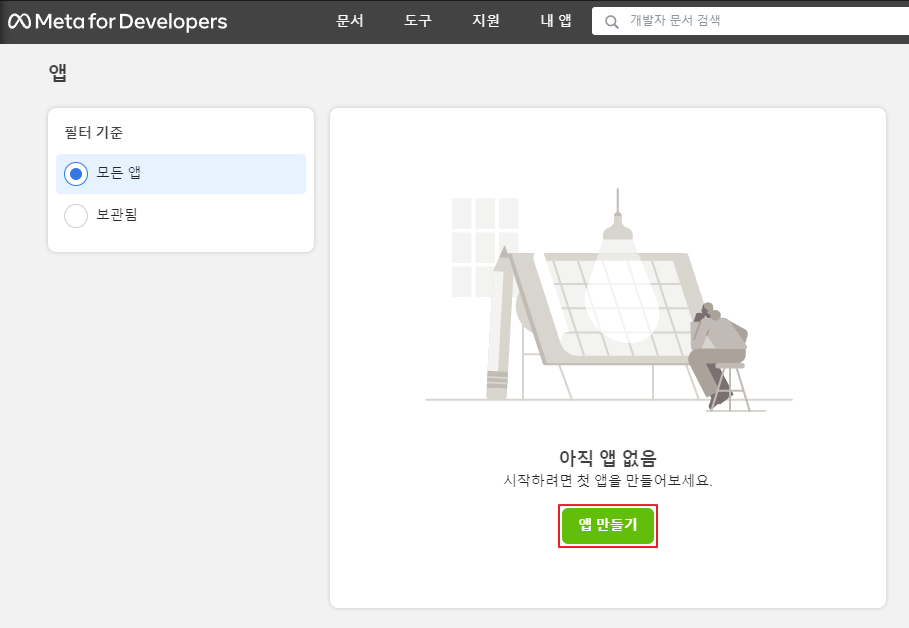 Meta for Developers 문서 도구 지원 내 앱 개발자 문서 검색
앱
필터 기준
모든 앱
보관됨
아직 앱 없음
시작하려면 첫 앱을 만들어보세요.
앱 만들기